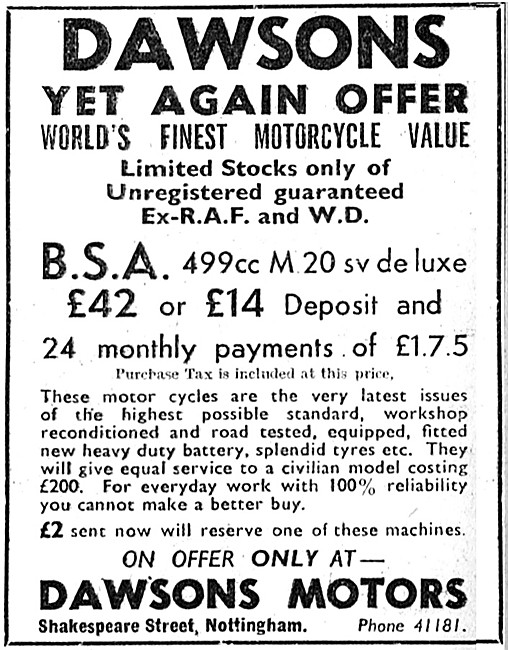 DAWSONS
YET AGAIN OFFER
WORLD'S FINEST MOTORCYCLE VALUE
Limited Stocks only of
Unregistered guaranteed
Ex-R.A.F. and W.D.
B.S.A. 499cc M.20 sv de luxe
£42 or £14 Deposit and
24 monthly payments of £1.7.5
Purchase Tax is included at this price.
These motor cycles are the very latest issues
of the highest possible standard, workshop
reconditioned and road tested, equipped, fitted
new heavy duty battery, splendid tyres etc. They
will give equal service to a civilian model costing
£200. For everyday work with 100% reliability
you cannot make a better buy.
£2 sent now will reserve one of these machines.
ON OFFER ONLY AT—
DAWSONS MOTORS
Shakespeare Street, Nottingham. Phone 41181.